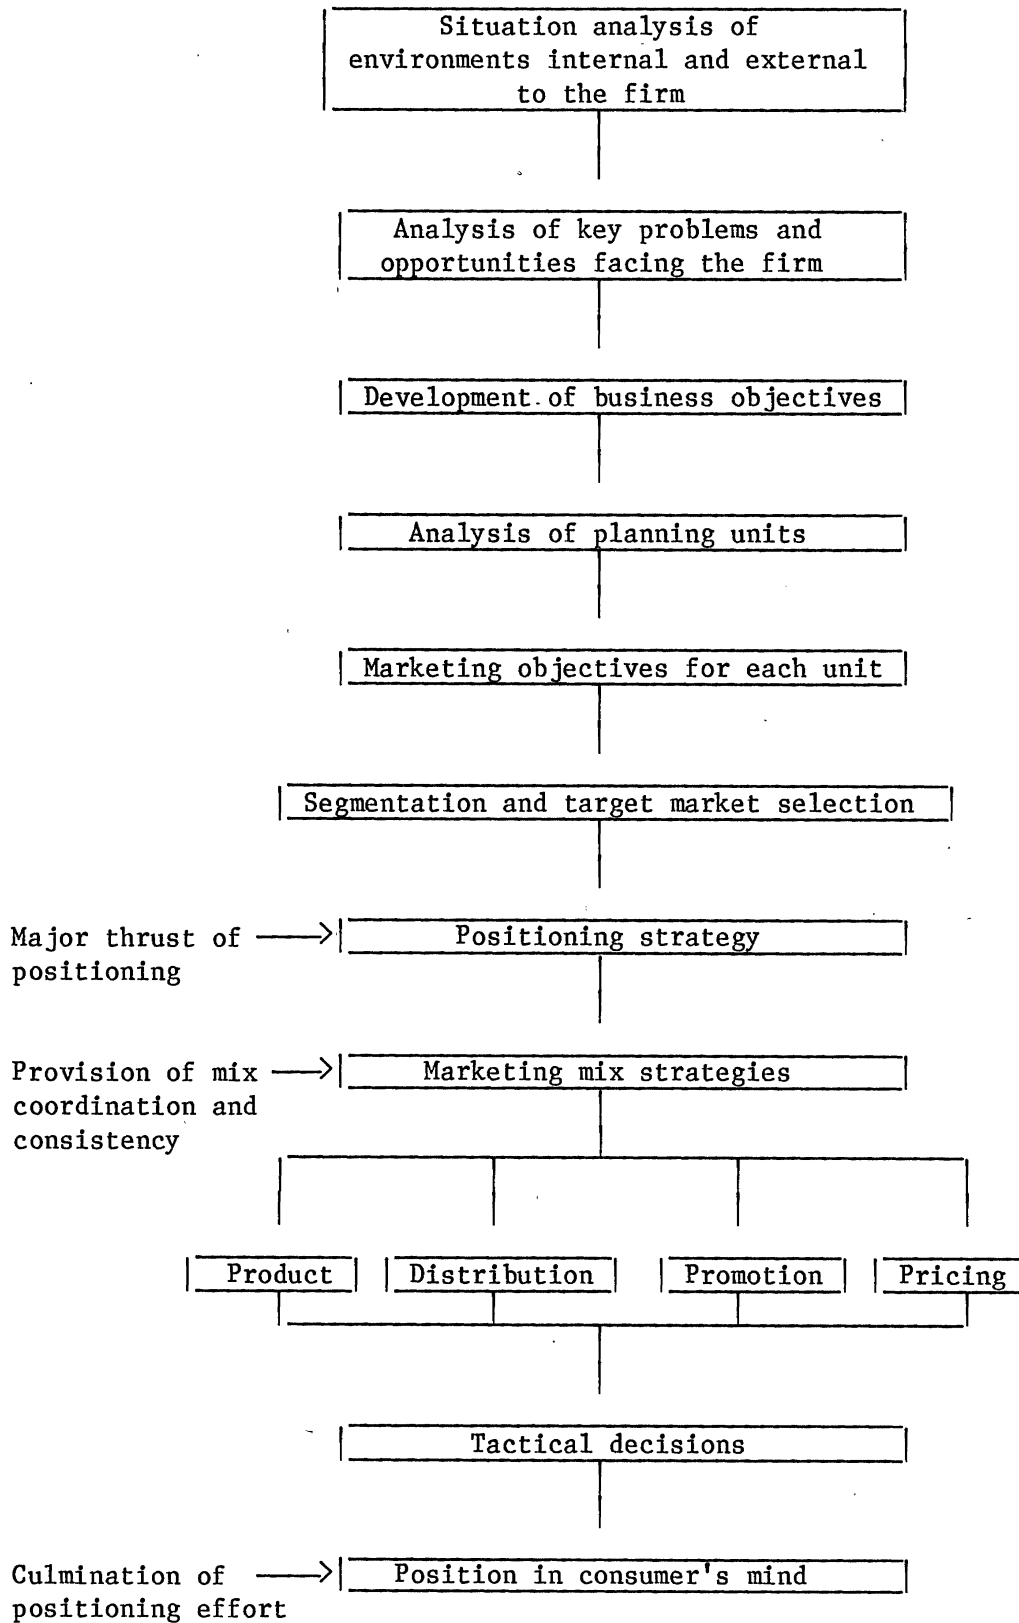 Situation analysis of
environments internal and external
to the firm
Analysis of key problems and
opportunities facing the firm
Development of business objectives
Analysis of planning units
Marketing objectives for each unit
Segmentation and target market selection
Major thrust of
positioning
Positioning strategy
Provision of mix
coordination and
consistency
Marketing mix strategies
Product Distribution Promotion Pricing
Tactical decisions
Culmination of
positioning effort
Position in consumer's mind